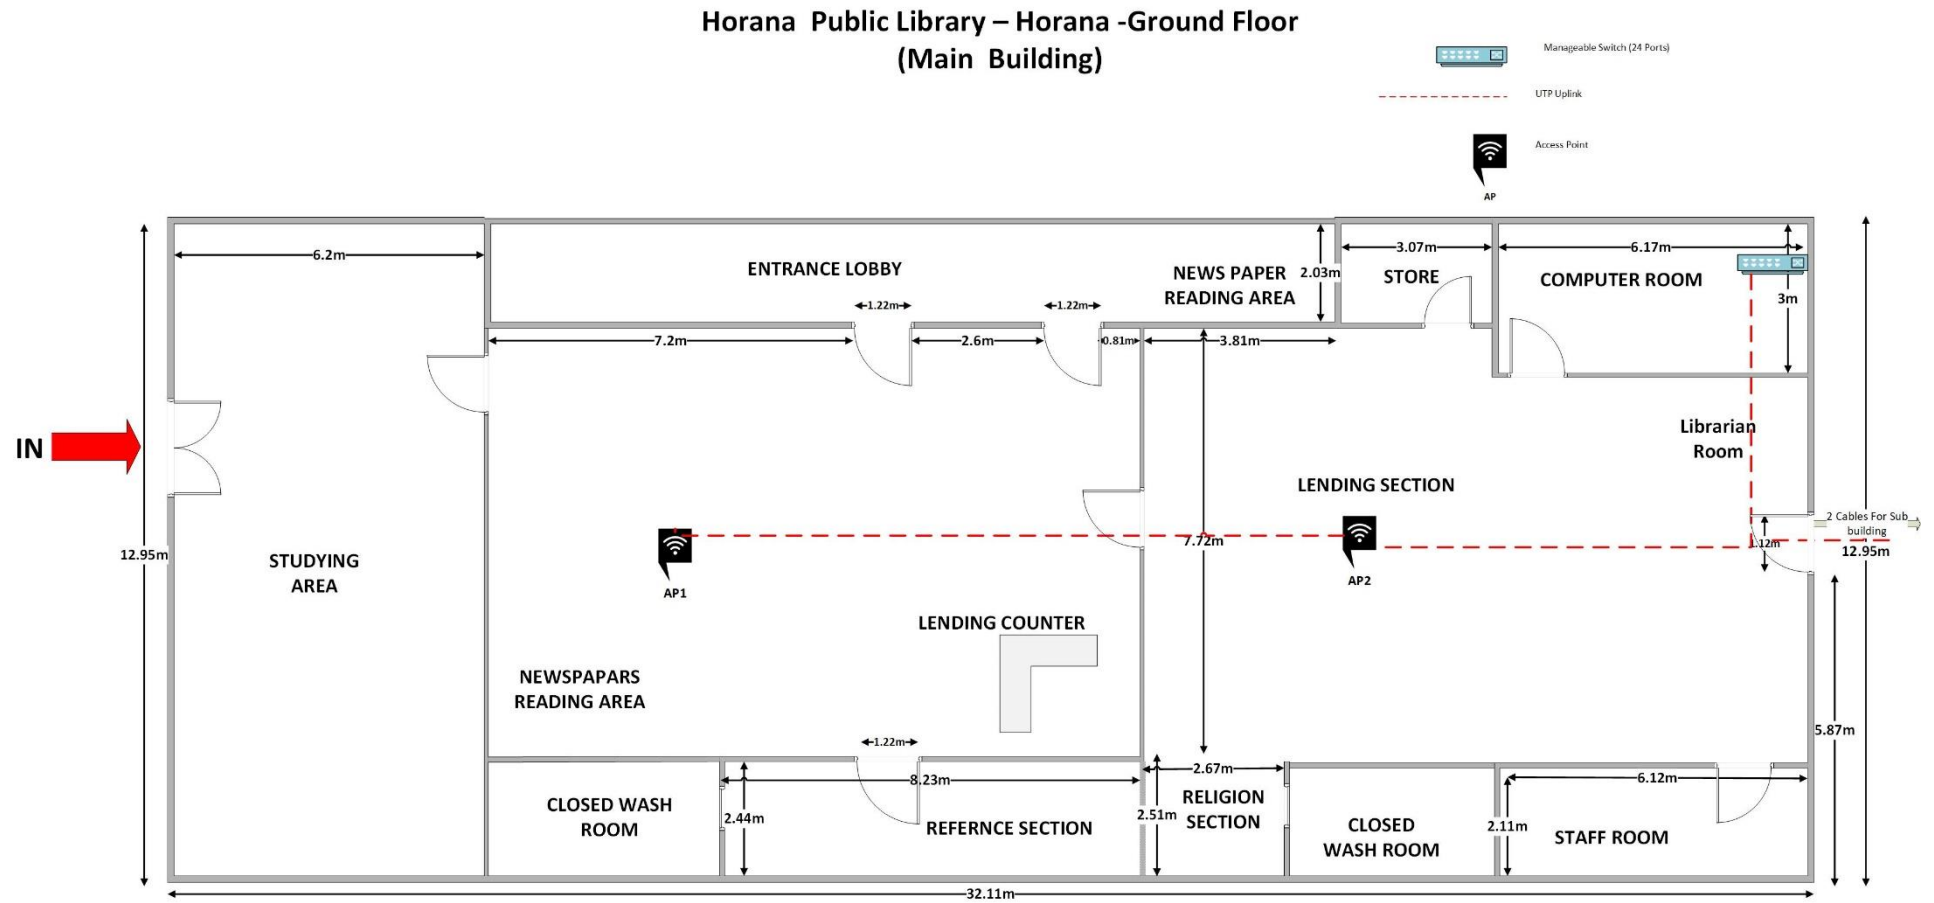 Horana Public Library – Horana -Ground Floor
(Main Building)
Manageable Switch (24 Ports)
UTP Uplink
Access Point
AP
6.2m
ENTRANCE LOBBY
NEWS PAPER
READING AREA
2.03m
3.07m
STORE
6.17m
COMPUTER ROOM
3m
1.22m
1.22m
7.2m
2.6m
0.81m
3.81m
IN
Librarian
Room
LENDING SECTION
2 Cables For Sub
building
12.95m
12.95m
7.72m
1.12m
STUDYING
AREA
AP1
AP2
LENDING COUNTER
NEWSPAPARS
READING AREA
5.87m
1.22m
8.23m
2.67m
6.12m
CLOSED WASH
ROOM
2.44m
REFERNCE SECTION
2.51m
RELIGION
SECTION
CLOSED
WASH ROOM
2.11m
STAFF ROOM
32.11m